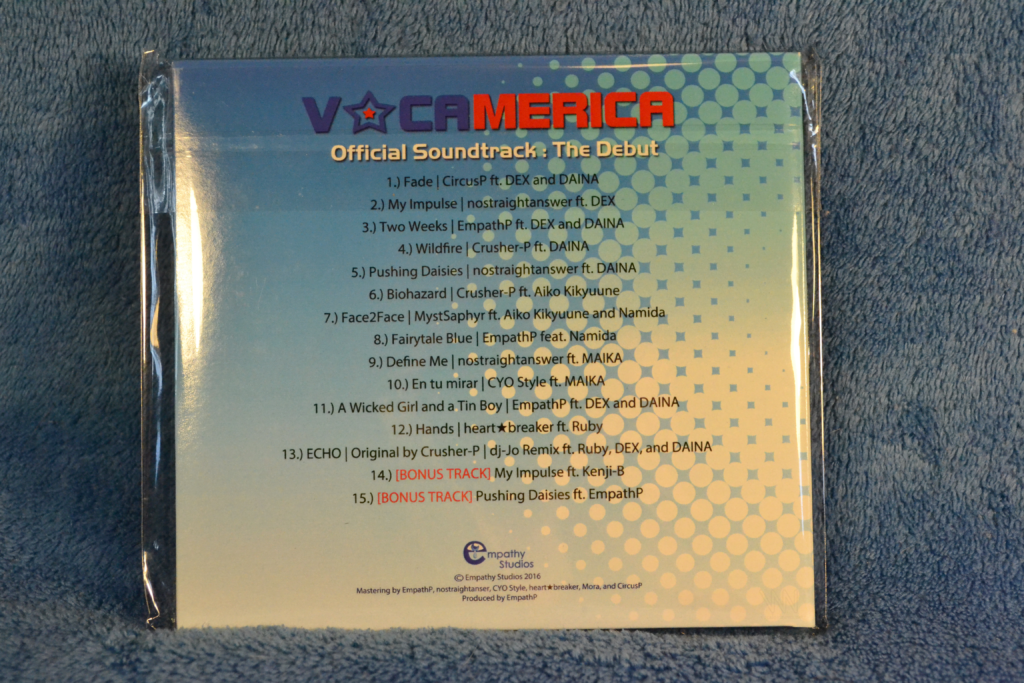 V★CAMERICA
Official Soundtrack : The Debut
1.) Fade | CircusP ft. DEX and DAINA
2.) My Impulse | nostraightanswer ft. DEX
3.) Two Weeks | EmpathP ft. DEX and DAINA
4.) Wildfire | Crusher-P ft. DAINA
5.) Pushing Daisies | nostraightanswer ft. DAINA
6.) Biohazard | Crusher-P ft. Aiko Kikyuune
7.) Face2Face | MystSaphyr ft. Aiko Kikyuune and Namida
8.) Fairytale Blue | EmpathP feat. Namida
9.) Define Me | nostraightanswer ft. MAIKA
10.) En tu mirar | CYO Style ft. MAIKA
11.) A Wicked Girl and a Tin Boy | EmpathP ft. DEX and DAINA
12.) Hands | heart★breaker ft. Ruby
13.) ECHO | Original by Crusher-P | dj-Jo Remix ft. Ruby, DEX, and DAINA
14.) [BONUS TRACK] My Impulse ft. Kenji-B
15.) [BONUS TRACK] Pushing Daisies ft. EmpathP
empathy
Studios
© Empathy Studios 2016
Mastering by EmpathP, nostraightanser, CYO Style, heart★breaker, Mora, and CircusP
Produced by EmpathP